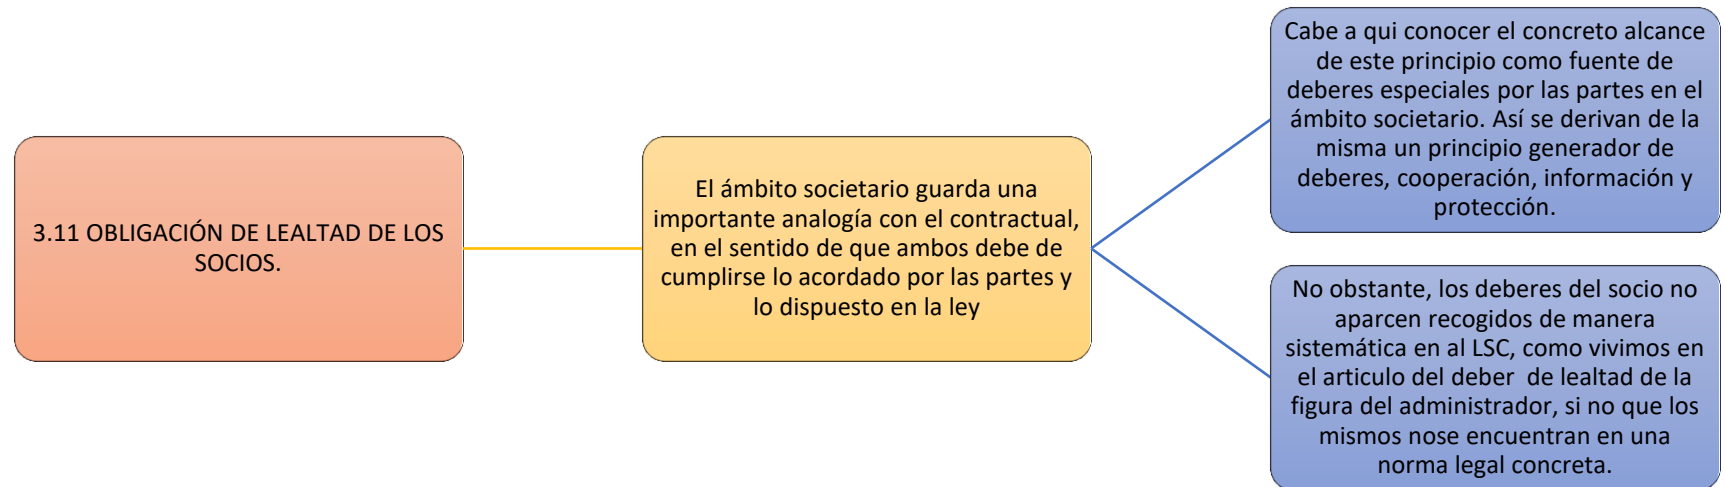 3.11 OBLIGACIÓN DE LEALTAD DE LOS
SOCIOS.
El ámbito societario guarda una
importante analogía con el contractual,
en el sentido de que ambos debe de
cumplirse lo acordado por las partes y
lo dispuesto en la ley
Cabe a qui conocer el concreto alcance
de este principio como fuente de
deberes especiales por las partes en el
ámbito societario. Así se derivan de la
misma un principio generador de
deberes, cooperación, información y
protección.
No obstante, los deberes del socio no
aparcen recogidos de manera
sistemática en al LSC, como vivimos en
el articulo del deber  de lealtad de la
figura del administrador, si no que los
mismos nose encuentran en una
norma legal concreta.